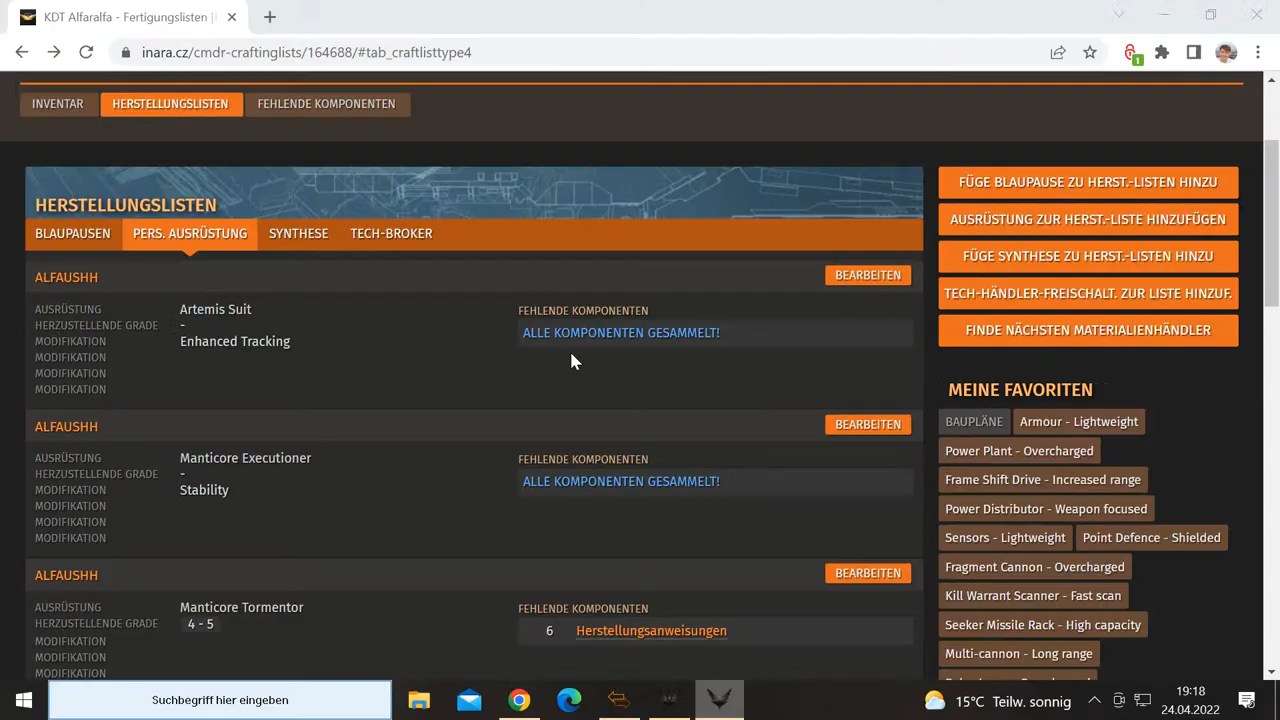 KDT Alfaralfa - Fertigungslisten |
inara.cz/cmdr-craftinglists/164688/#tab_craftlisttype4
1
INVENTAR
HERSTELLUNGSLISTEN
FEHLENDE KOMPONENTEN
HERSTELLUNGSLISTEN
BLAUPAUSEN
PERS. AUSRÜSTUNG
SYNTHESE
TECH-BROKER
ALFAUSHH
BEARBEITEN
AUSRÜSTUNG Artemis Suit
HERZUSTELLENDE GRADE -
MODIFIKATION Enhanced Tracking
MODIFIKATION
MODIFIKATION
MODIFIKATION
FEHLENDE KOMPONENTEN
ALLE KOMPONENTEN GESAMMELT!
ALFAUSHH
BEARBEITEN
AUSRÜSTUNG Manticore Executioner
HERZUSTELLENDE GRADE -
MODIFIKATION Stability
MODIFIKATION
MODIFIKATION
MODIFIKATION
FEHLENDE KOMPONENTEN
ALLE KOMPONENTEN GESAMMELT!
ALFAUSHH
BEARBEITEN
AUSRÜSTUNG Manticore Tormentor
HERZUSTELLENDE GRADE 4 - 5
MODIFIKATION
MODIFIKATION
MODIFIKATION
FEHLENDE KOMPONENTEN
6 Herstellungsanweisungen
FÜGE BLAUPAUSE ZU HERST.-LISTEN HINZU
AUSRÜSTUNG ZUR HERST.-LISTE HINZUFÜGEN
FÜGE SYNTHESE ZU HERST.-LISTEN HINZU
TECH-HÄNDLER-FREISCHALT. ZUR LISTE HINZUF.
FINDE NÄCHSTEN MATERIALIENHÄNDLER
MEINE FAVORITEN
BAUPLÄNE Armour - Lightweight
Power Plant - Overcharged
Frame Shift Drive - Increased range
Power Distributor - Weapon focused
Sensors - Lightweight Point Defence - Shielded
Fragment Cannon - Overcharged
Kill Warrant Scanner - Fast scan
Seeker Missile Rack - High capacity
Multi-cannon - Long range
Suchbegriff hier eingeben
15°C Teilw. sonnig
19:18
24.04.2022